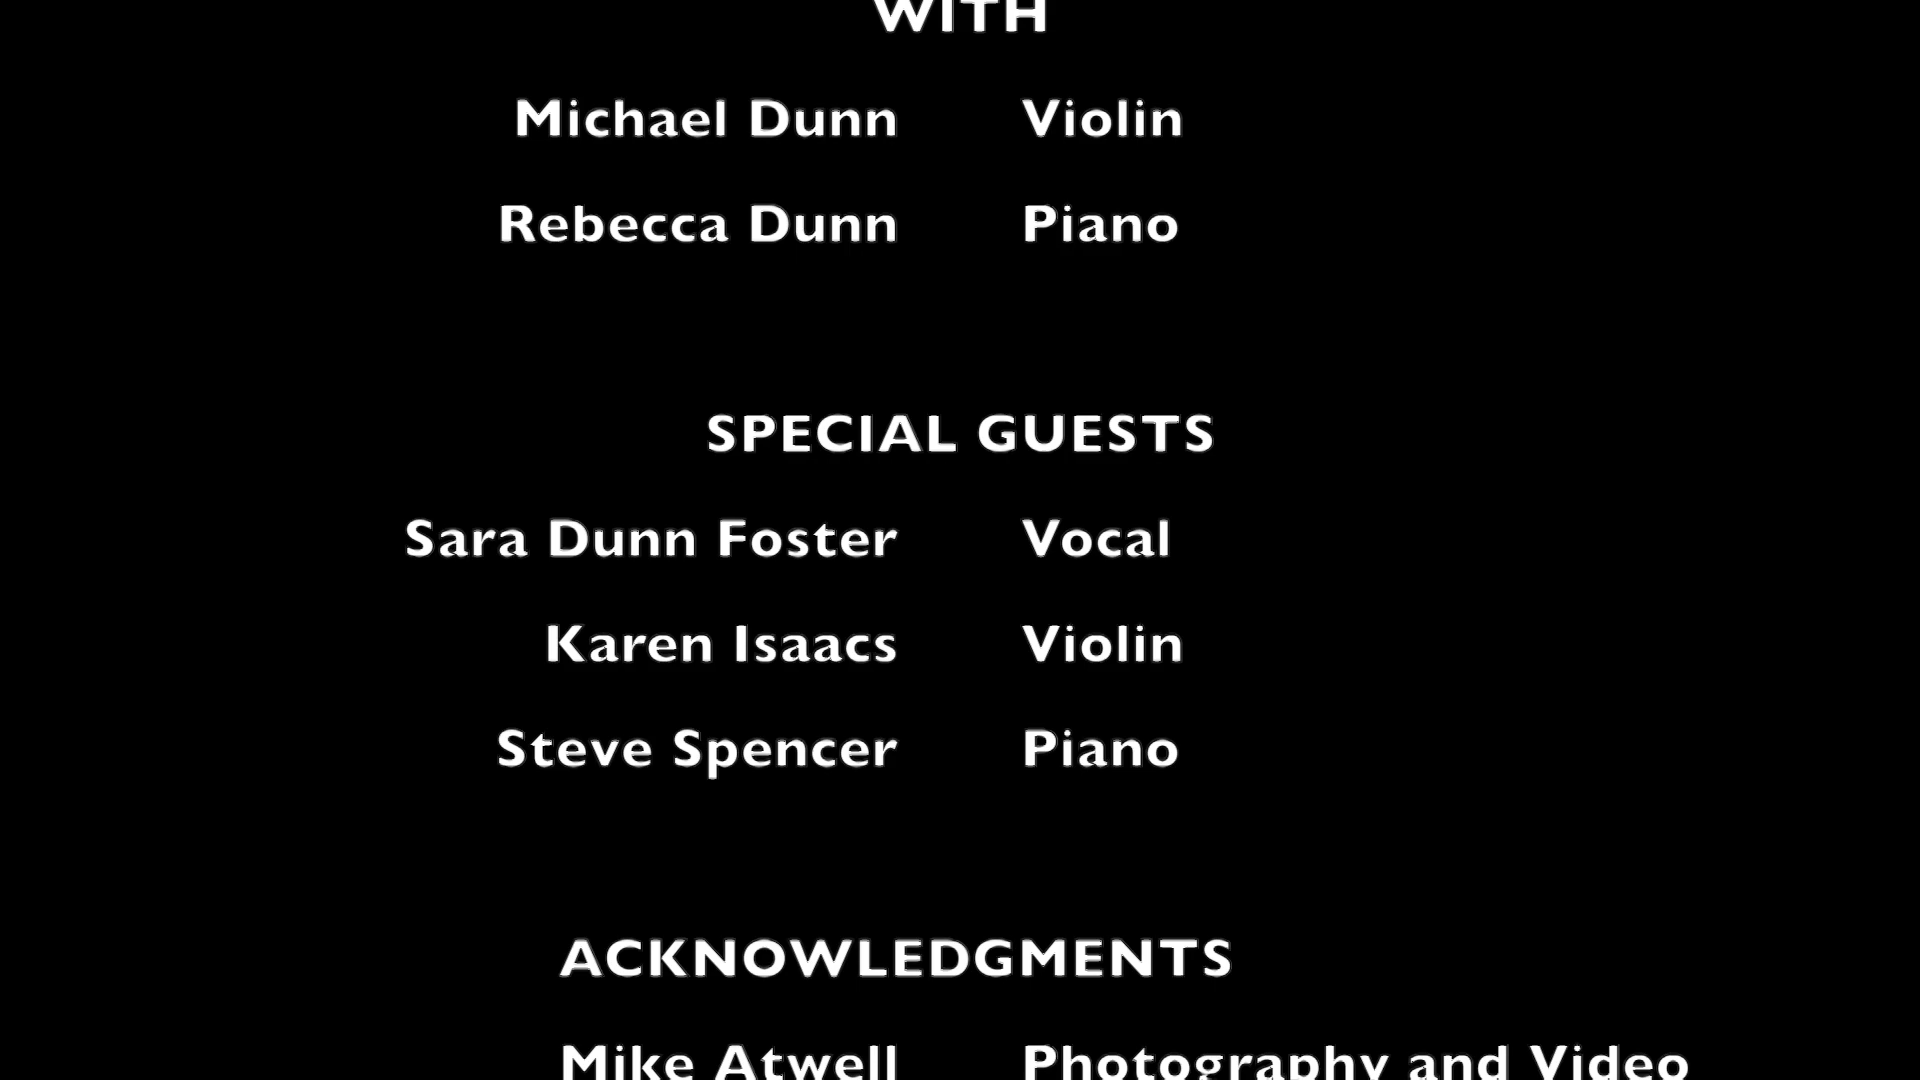 WITH
Michael Dunn Violin
Rebecca Dunn Piano
SPECIAL GUESTS
Sara Dunn Foster Vocal
Karen Isaacs Violin
Steve Spencer Piano
ACKNOWLEDGMENTS
Mike Atwell Photography and Video